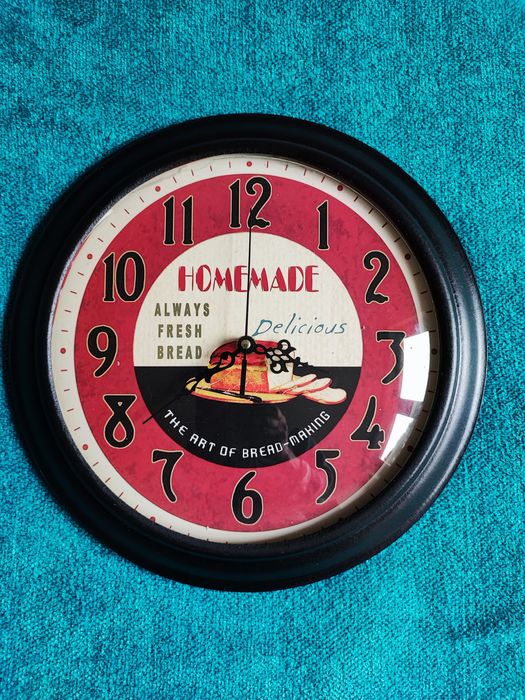 12
11
1
10
2
HOMEMADE
ALWAYS
FRESH
BREAD
Delicious
9
3
8
4
THE ART OF BREAD-MAKING
7
5
6